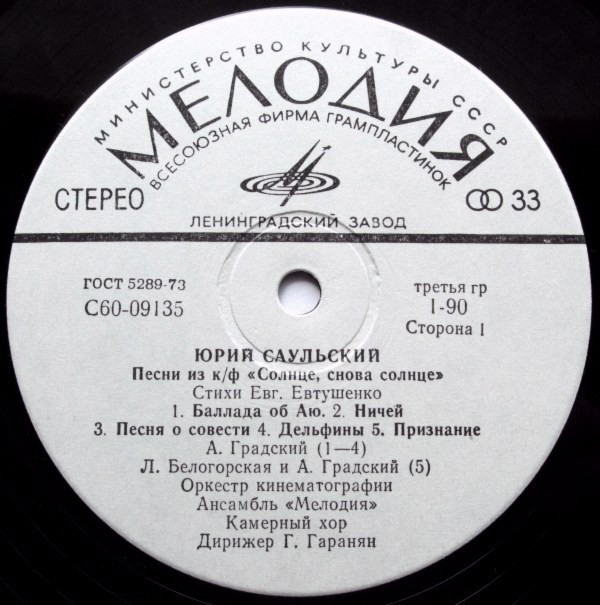 МИНИСТЕРСТВО КУЛЬТУРЫ СССР
МЕЛОДИЯ
ВСЕСОЮЗНАЯ ФИРМА ГРАМПЛАСТИНОК
СТЕРЕО
33
ЛЕНИНГРАДСКИЙ ЗАВОД
ГОСТ 5289-73
С60-09135
третья гр
1-90
Сторона 1
ЮРИЙ САУЛЬСКИЙ
Песни из к/ф «Солнце, снова солнце»
Стихи Евг. Евтушенко
1. Баллада об Аю. 2. Ничей
3. Песня о совести 4. Дельфины 5. Признание
А. Градский (1—4)
Л. Белогорская и А. Градский (5)
Оркестр кинематографии
Ансамбль «Мелодия»
Камерный хор
Дирижер Г. Гаранян